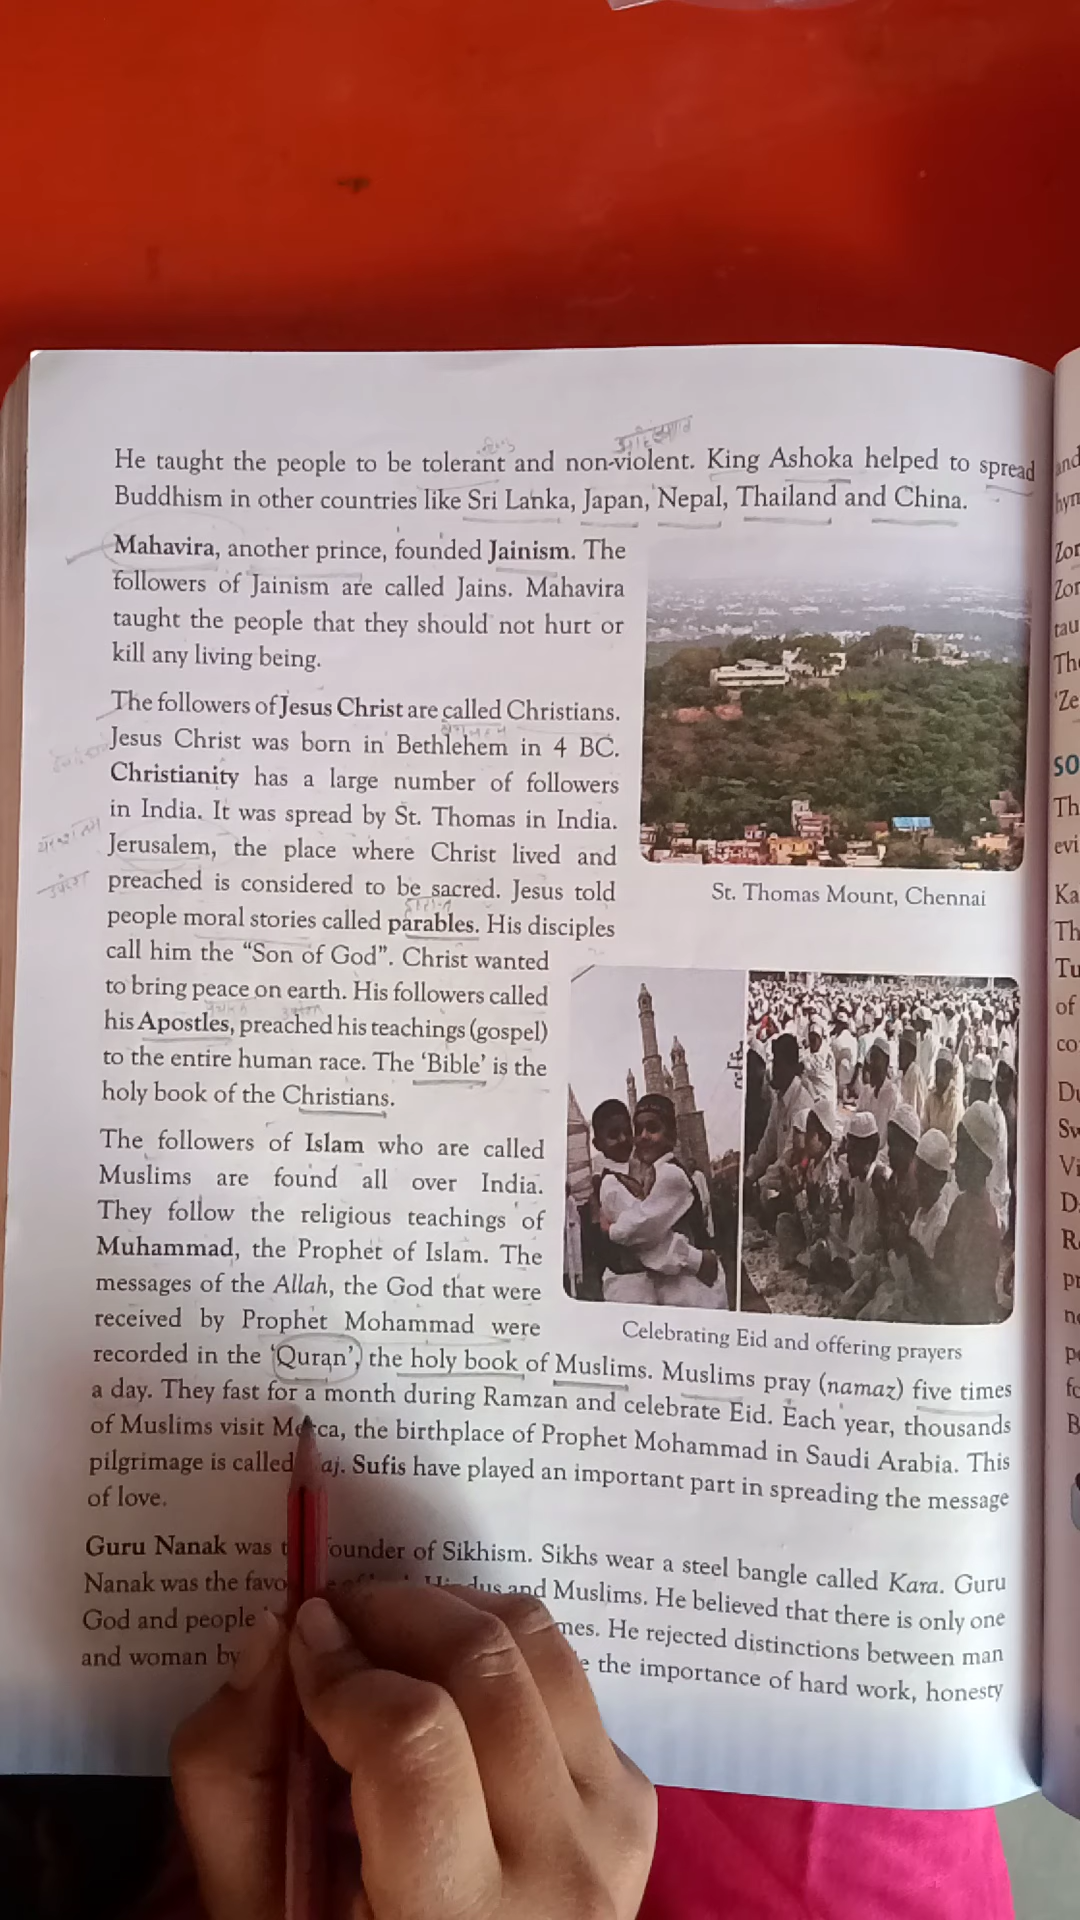 He taught the people to be tolerant and non-violent. King Ashoka helped to spread
Buddhism in other countries like Sri Lanka, Japan, Nepal, Thailand and China.
Mahavira, another prince, founded Jainism. The
followers of Jainism are called Jains. Mahavira
taught the people that they should not hurt or
kill any living being.
The followers of Jesus Christ are called Christians.
Jesus Christ was born in Bethlehem in 4 BC.
Christianity has a large number of followers
in India. It was spread by St. Thomas in India.
Jerusalem, the place where Christ lived and
preached is considered to be sacred. Jesus told
people moral stories called parables. His disciples
call him the “Son of God”. Christ wanted
to bring peace on earth. His followers called
his Apostles, preached his teachings (gospel)
to the entire human race. The ‘Bible’ is the
holy book of the Christians.
St. Thomas Mount, Chennai
The followers of Islam who are called
Muslims are found all over India.
They follow the religious teachings of
Muhammad, the Prophet of Islam. The
messages of the Allah, the God that were
received by Prophet Mohammad were
Celebrating Eid and offering prayers
recorded in the ‘Quran’, the holy book of Muslims. Muslims pray (namaz) five times
a day. They fast for a month during Ramzan and celebrate Eid. Each year, thousands
of Muslims visit Mecca, the birthplace of Prophet Mohammad in Saudi Arabia. This
pilgrimage is called Haj. Sufis have played an important part in spreading the message
of love.
Guru Nanak was founder of Sikhism. Sikhs wear a steel bangle called Kara. Guru
Nanak was the and Muslims. He believed that there is only one
God and people He rejected distinctions between man
and woman by the importance of hard work, honesty
and
SO
Th
evi
Ka
Th
Tu
of
co